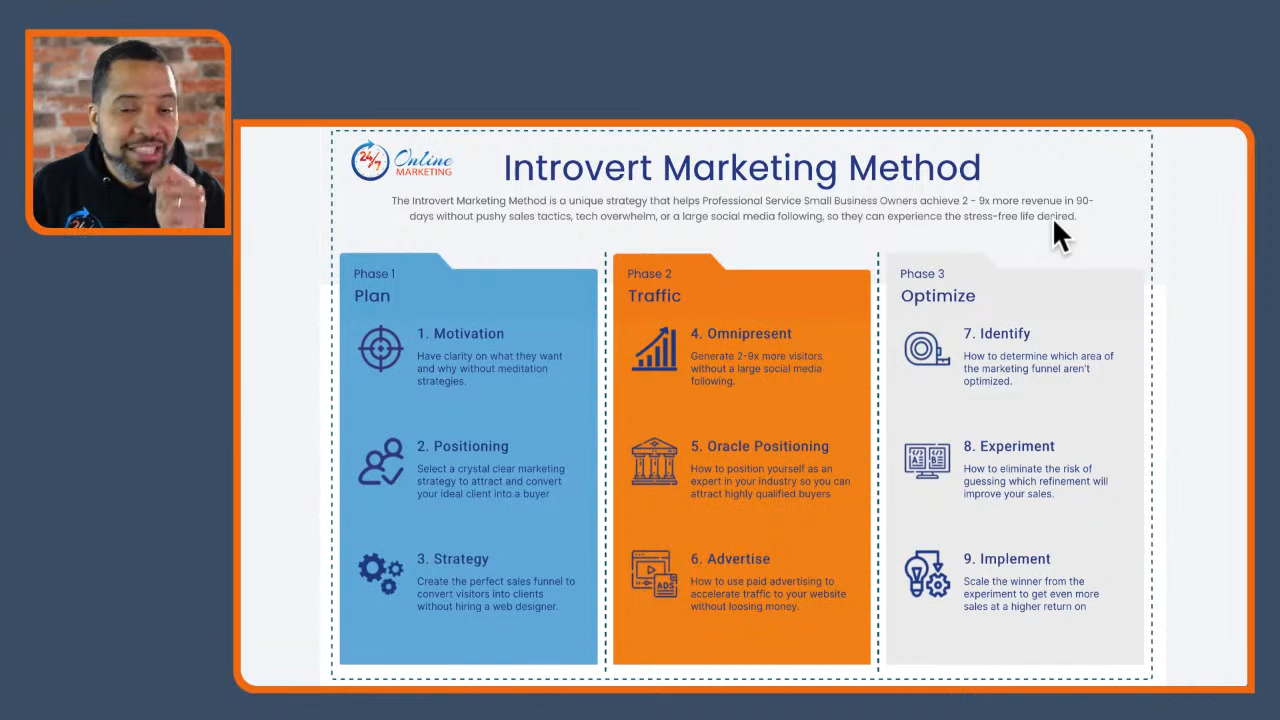 24/7 Online
MARKETING
Introvert Marketing Method
The Introvert Marketing Method is a unique strategy that helps Professional Service Small Business Owners achieve 2 - 9x more revenue in 90-
days without pushy sales tactics, tech overwhelm, or a large social media following, so they can experience the stress-free life desired.
Phase 1
Plan
1. Motivation
Have clarity on what they want
and why without meditation
strategies.
2. Positioning
Select a crystal clear marketing
strategy to attract and convert
your ideal client into a buyer
3. Strategy
Create the perfect sales funnel to
convert visitors into clients
without hiring a web designer.
Phase 2
Traffic
4. Omnipresent
Generate 2-9x more visitors
without a large social media
following.
5. Oracle Positioning
How to position yourself as an
expert in your industry so you can
attract highly qualified buyers
6. Advertise
ADS
How to use paid advertising to
accelerate traffic to your website
without loosing money.
Phase 3
Optimize
7. Identify
How to determine which area of
the marketing funnel aren't
optimized.
8. Experiment
A B
How to eliminate the risk of
guessing which refinement will
improve your sales.
9. Implement
Scale the winner from the
experiment to get even more
sales at a higher return on